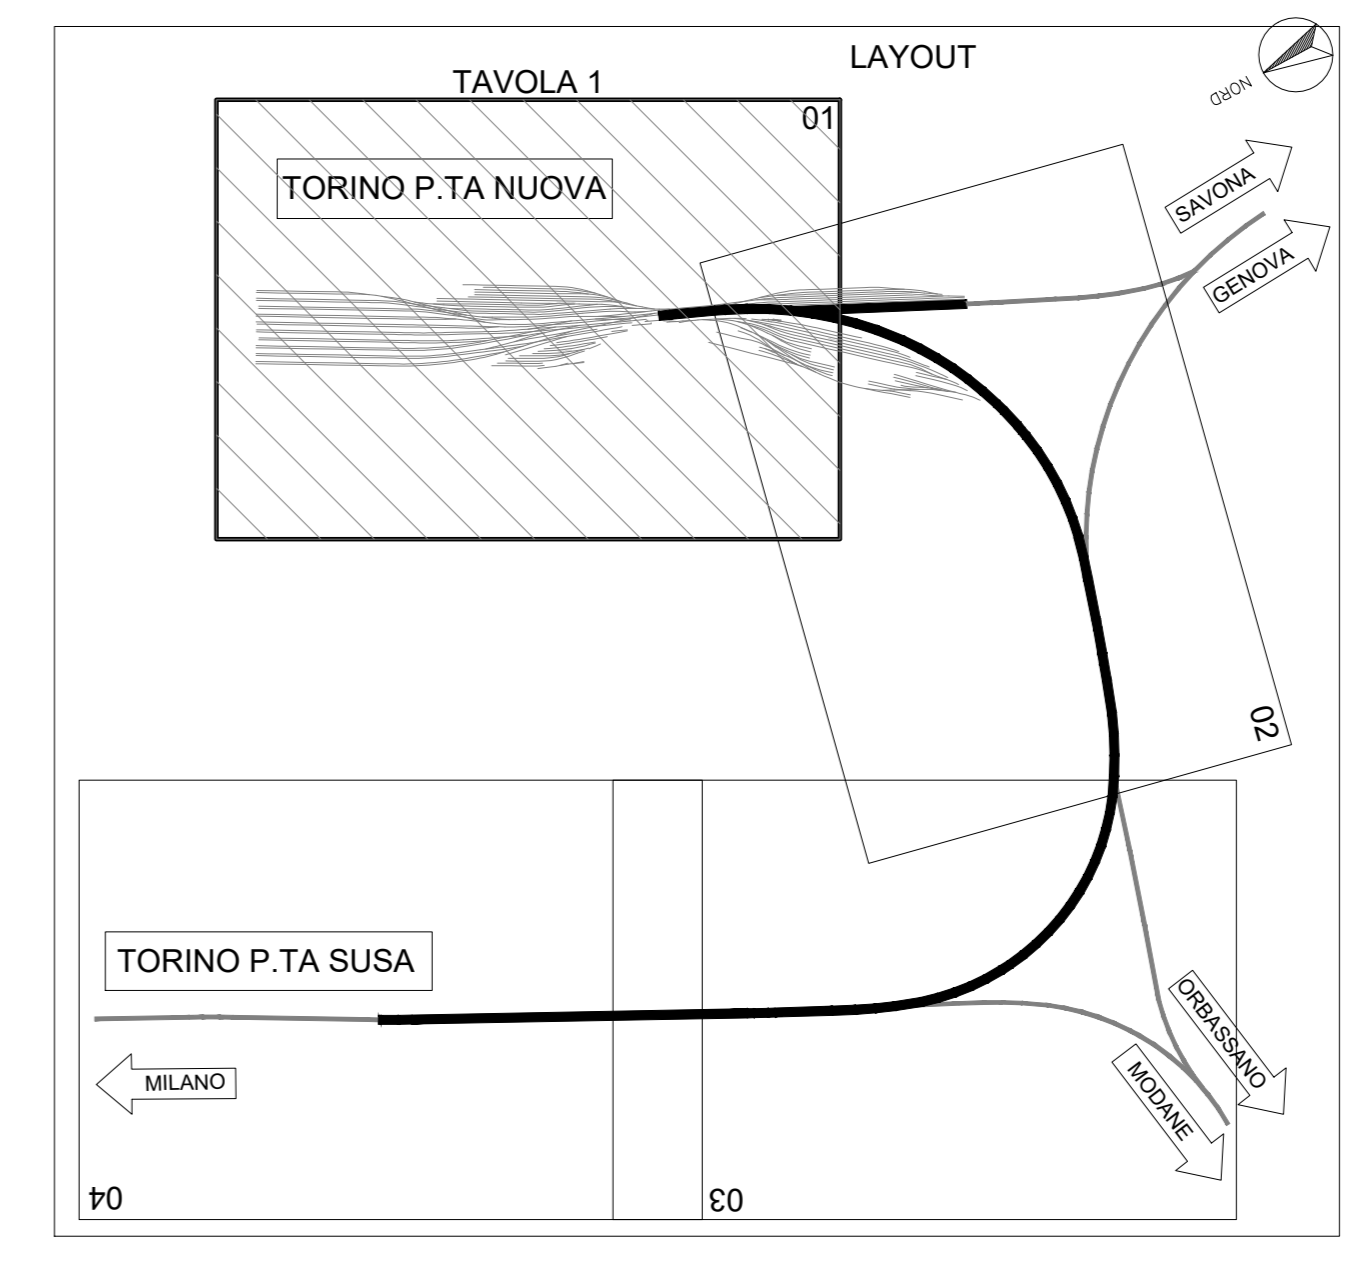 LAYOUT
TAVOLA 1
NORD
01
TORINO P.TA NUOVA
SAVONA
GENOVA
02
TORINO P.TA SUSA
MILANO
ORBASSANO
MODANE
04
03